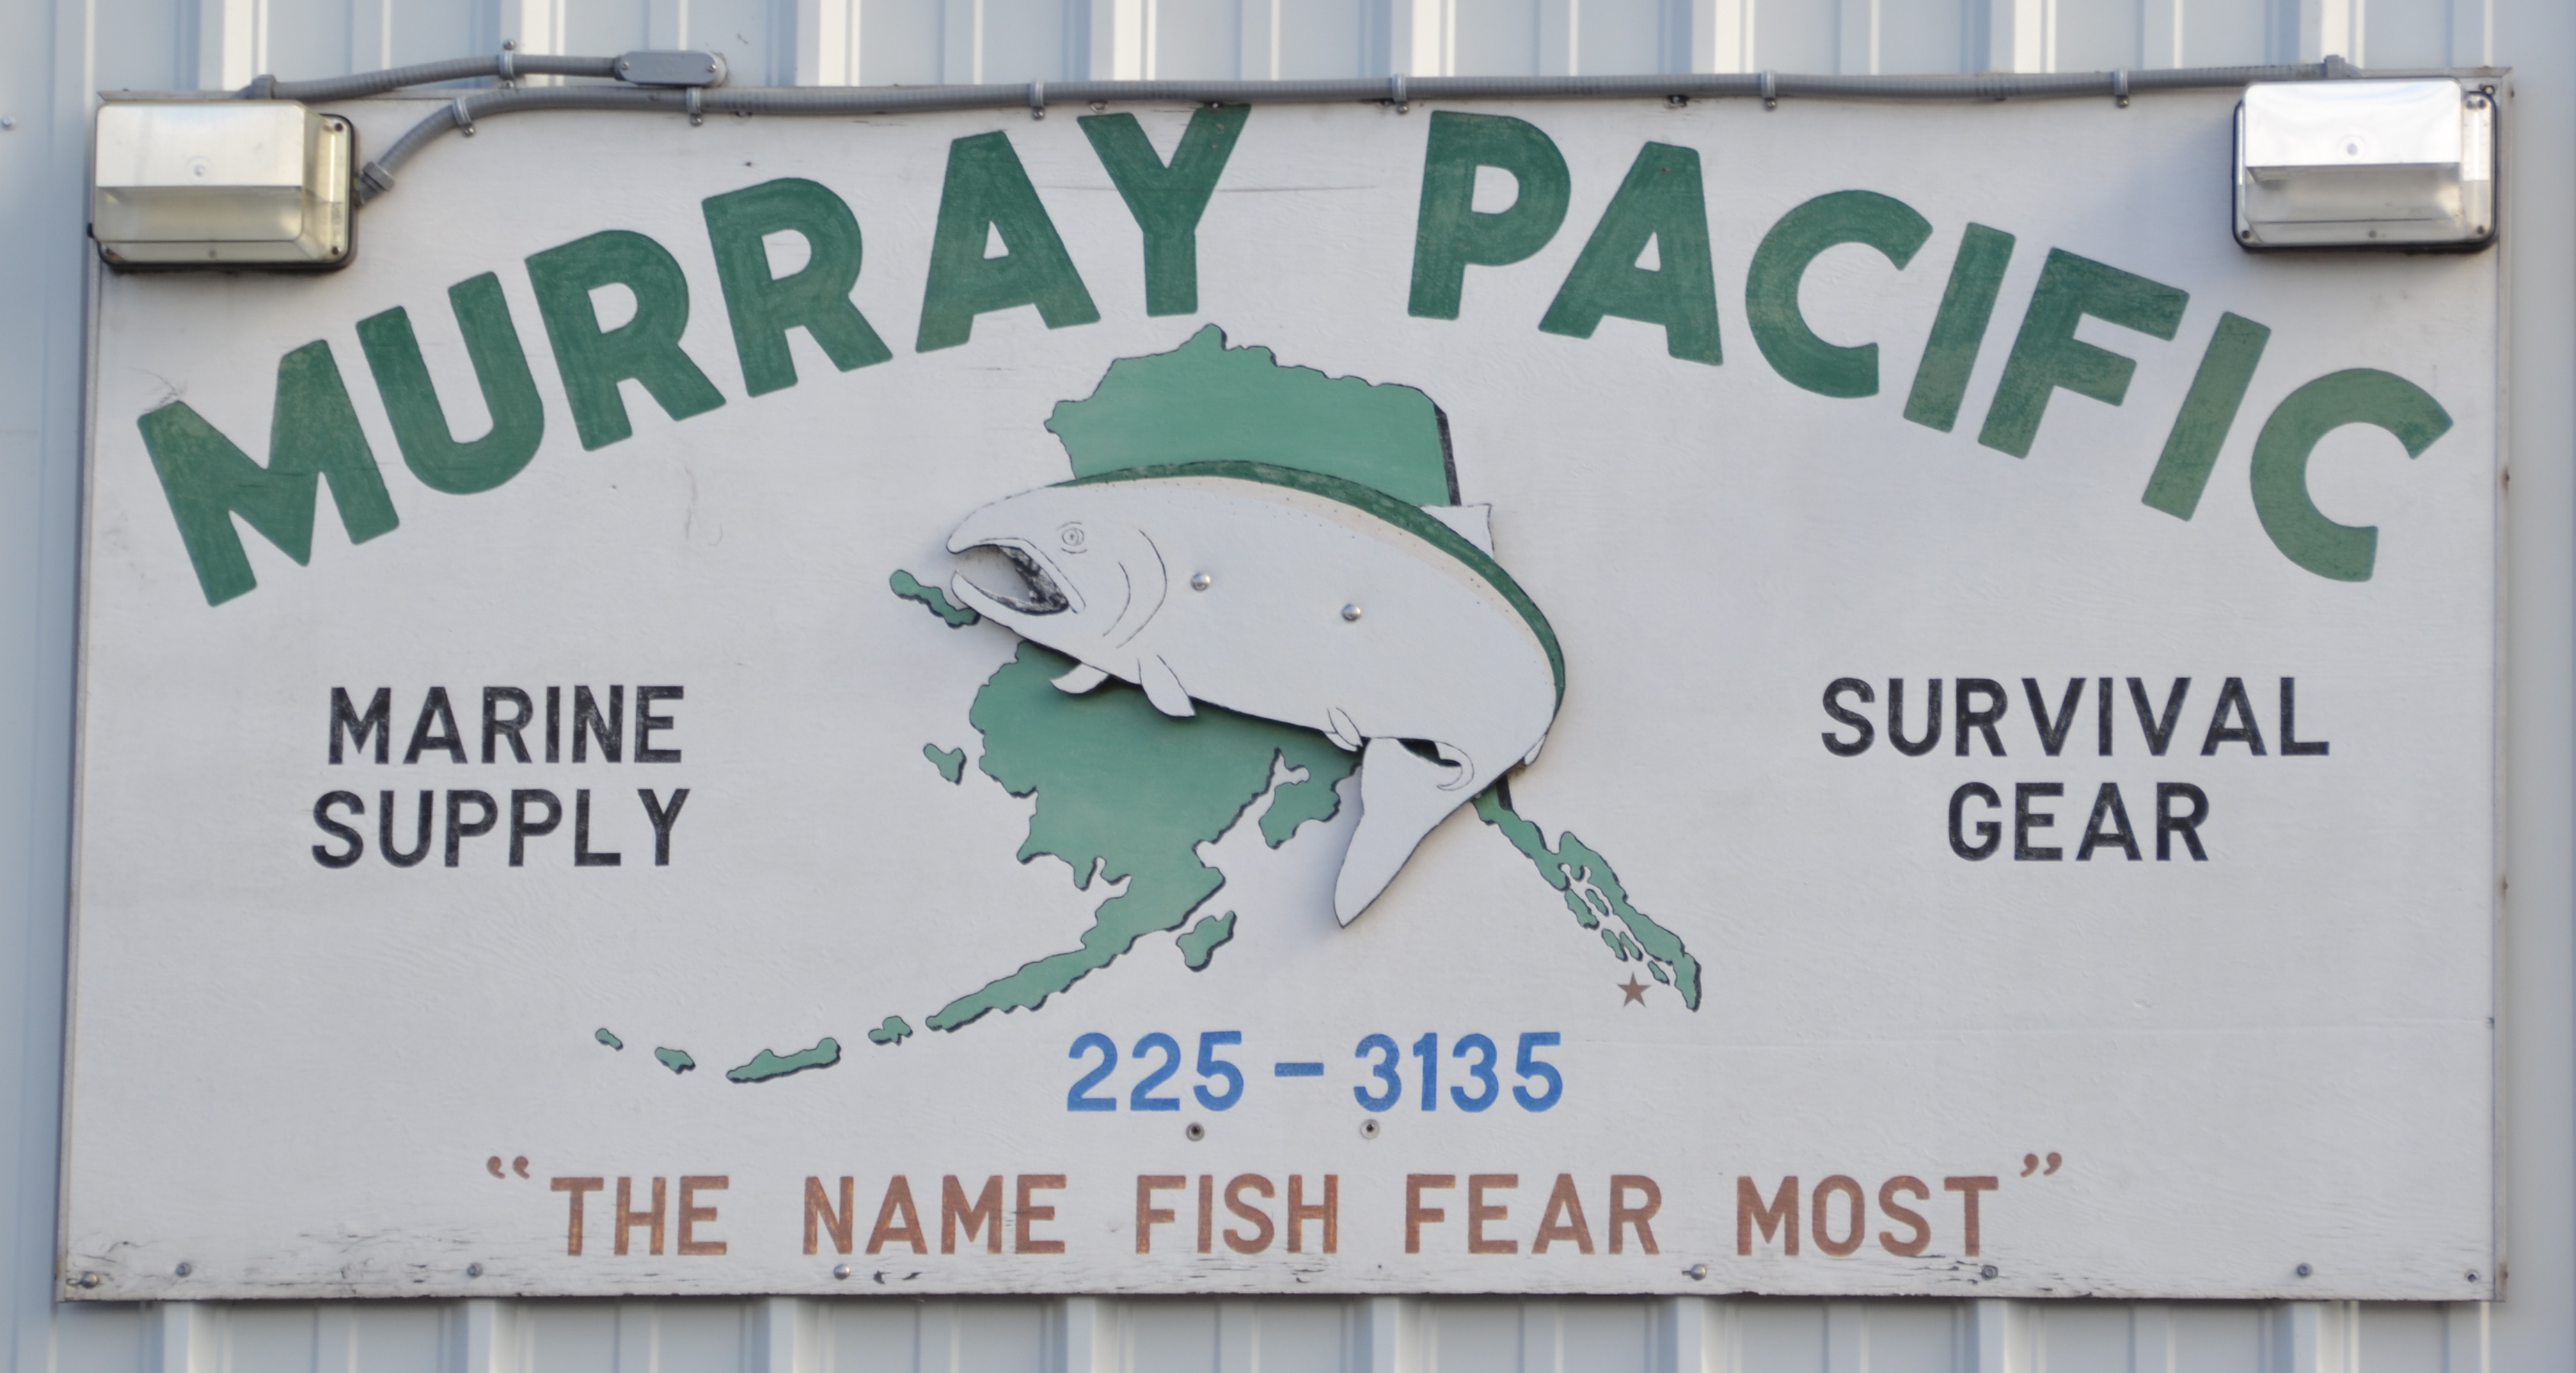 MURRAY PACIFIC
MARINE
SUPPLY
SURVIVAL
GEAR
225-3135
“THE NAME FISH FEAR MOST”